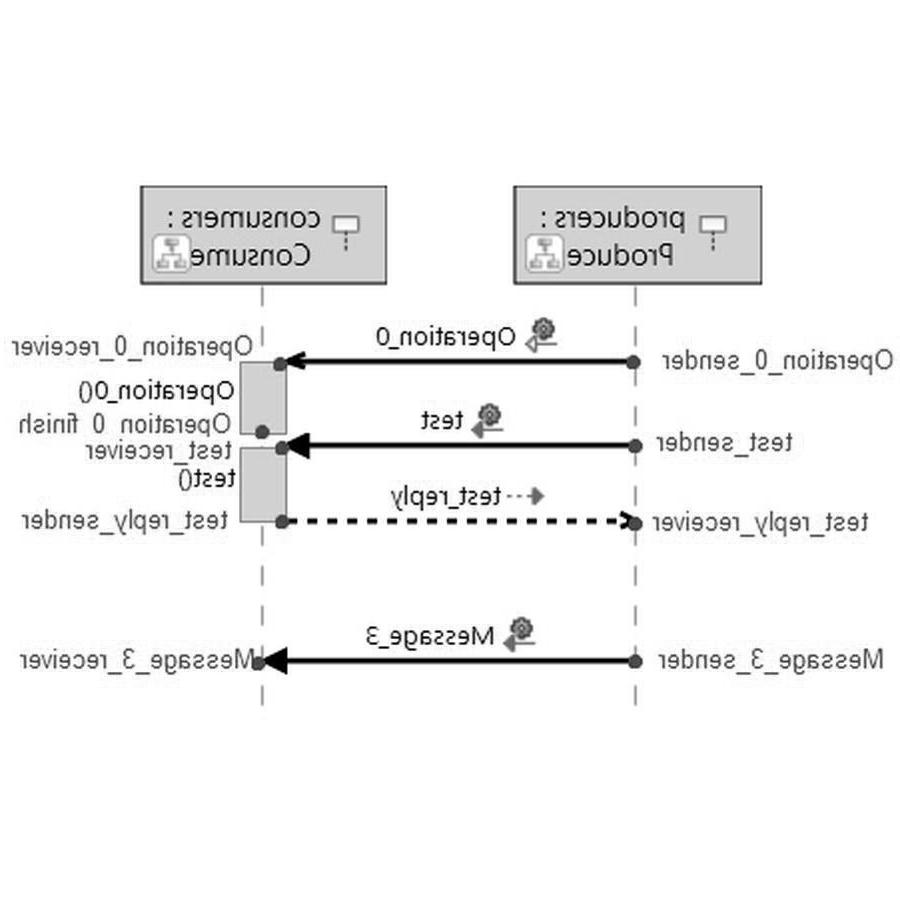 producers :
Produce
consumers :
Consume
Operation_0_sender
Operation_0
Operation_0_receiver
Operation_0()
Operation_0_finish
test_sender
test
test_receiver
test()
test_reply_receiver
test_reply
test_reply_sender
Message_3_sender
Message_3
Message_3_receiver